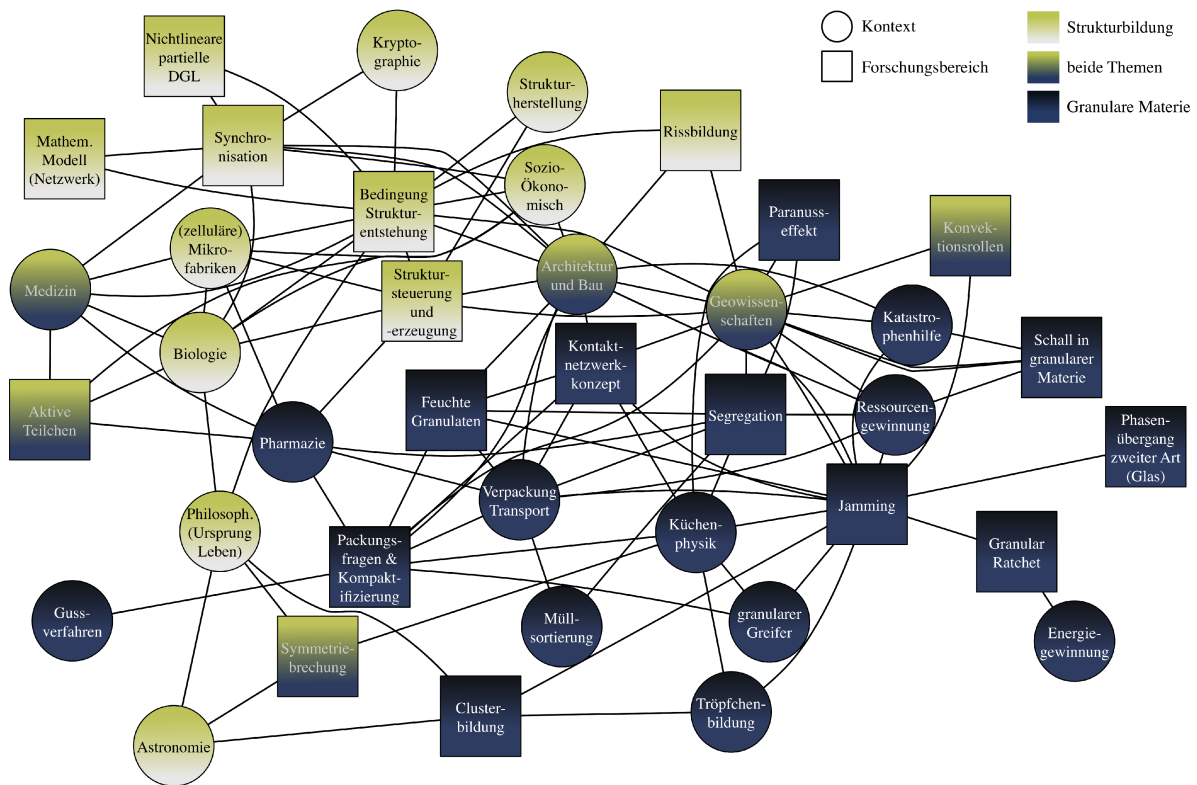 Nichtlineare
partielle
DGL
Krypto-
graphie
Kontext
Strukturbildung
Forschungsbereich
beide Themen
Granulare Materie
Struktur-
herstellung
Synchro-
nisation
Rissbildung
Mathem.
Modell
(Netzwerk)
Sozio-
Ökono-
misch
Bedingung
Struktur-
entstehung
Paranuss-
effekt
Konvek-
tionsrollen
(zelluläre)
Mikro-
fabriken
Medizin
Struktur-
steuerung
und
-erzeugung
Architektur
und Bau
Geowissen-
schaften
Katastro-
phenhilfe
Schall in
granularer
Materie
Biologie
Kontakt-
netzwerk-
konzept
Aktive
Teilchen
Feuchte
Granulaten
Segregation
Ressourcen-
gewinnung
Phasen-
übergang
zweiter Art
(Glas)
Pharmazie
Verpackung
Transport
Jamming
Philosoph.
(Ursprung
Leben)
Packungs-
fragen &
Kompakt-
ifizierung
Küchen-
physik
Granular
Ratchet
Guss-
verfahren
Müll-
sortierung
granularer
Greifer
Energie-
gewinnung
Symmetrie-
brechung
Cluster-
bildung
Tröpfchen-
bildung
Astronomie